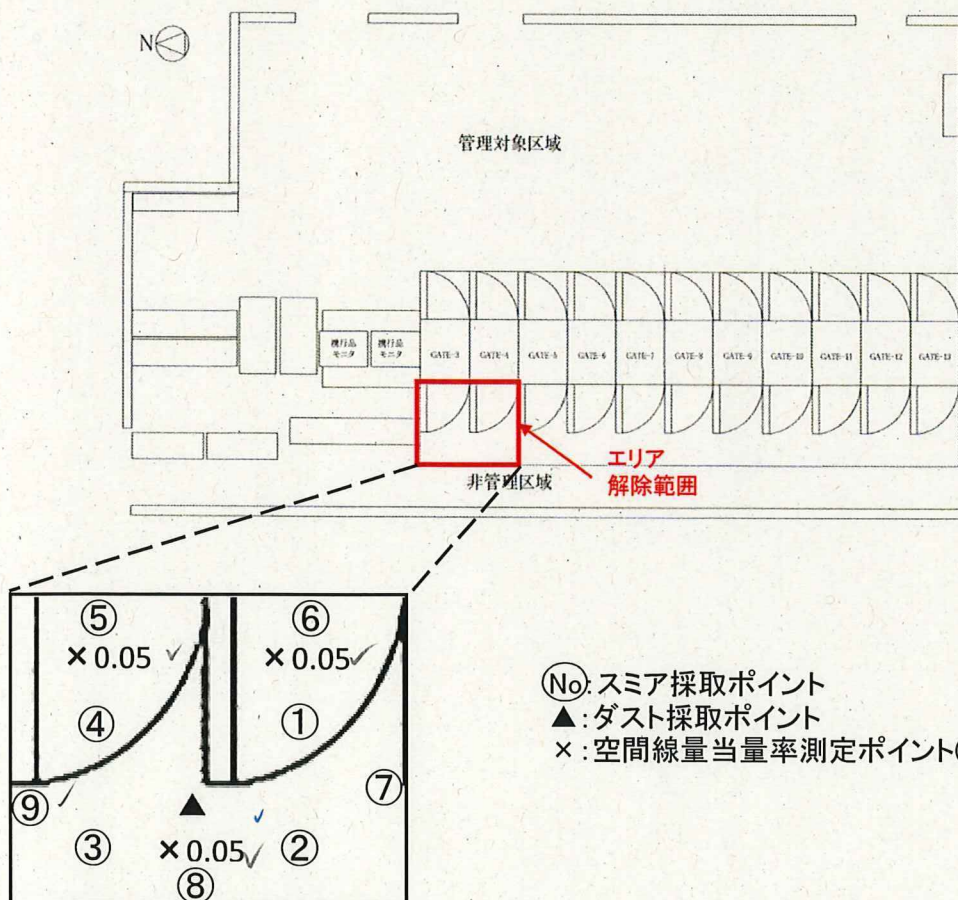 N
管理対象区域
携行品
モニタ
携行品
モニタ
GATE-3
GATE-4
GATE-5
GATE-6
GATE-7
GATE-8
GATE-9
GATE-10
GATE-11
GATE-12
GATE-13
エリア
解除範囲
非管理区域
⑤
⑥
×0.05
×0.05
④
①
⑨
▲
⑦
③
×0.05
②
⑧
No:スミア採取ポイント
▲:ダスト採取ポイント
×:空間線量当量率測定ポイント(